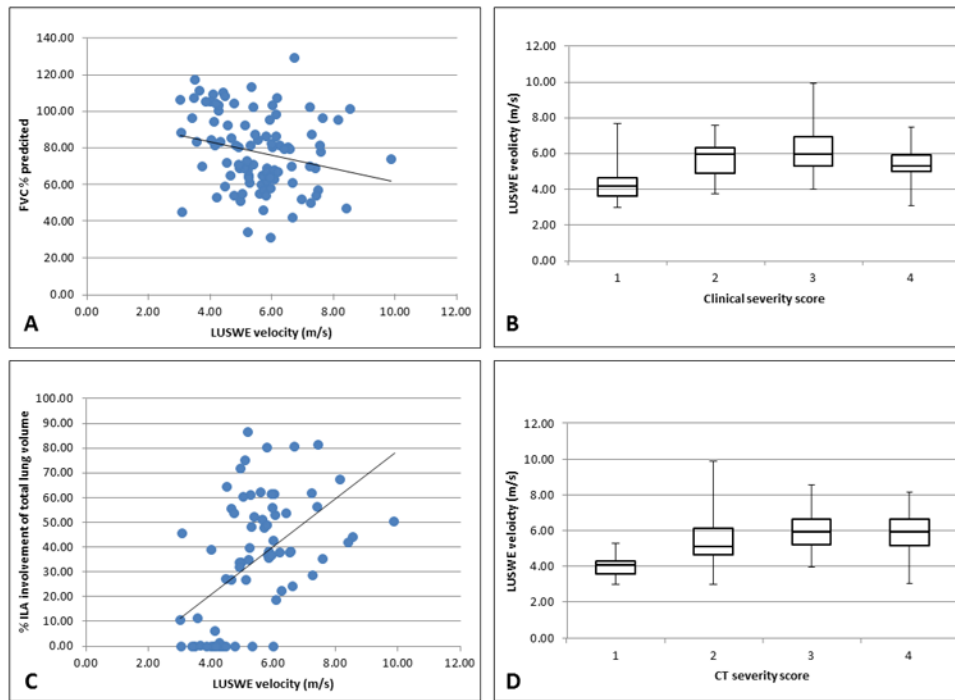 140.00
120.00
100.00
80.00
60.00
40.00
20.00
0.00
FVC % predcited
0.00 2.00 4.00 6.00 8.00 10.00 12.00
LUSWE velocity (m/s)
A
12.00
10.00
8.00
6.00
4.00
2.00
0.00
LUSWE veolicty (m/s)
1 2 3 4
Clinical severity score
B
100.00
90.00
80.00
70.00
60.00
50.00
40.00
30.00
20.00
10.00
0.00
% ILA involvement of total lung volume
0.00 2.00 4.00 6.00 8.00 10.00 12.00
LUSWE velocity (m/s)
C
12.00
10.00
8.00
6.00
4.00
2.00
0.00
LUSWE veloicty (m/s)
1 2 3 4
CT severity score
D